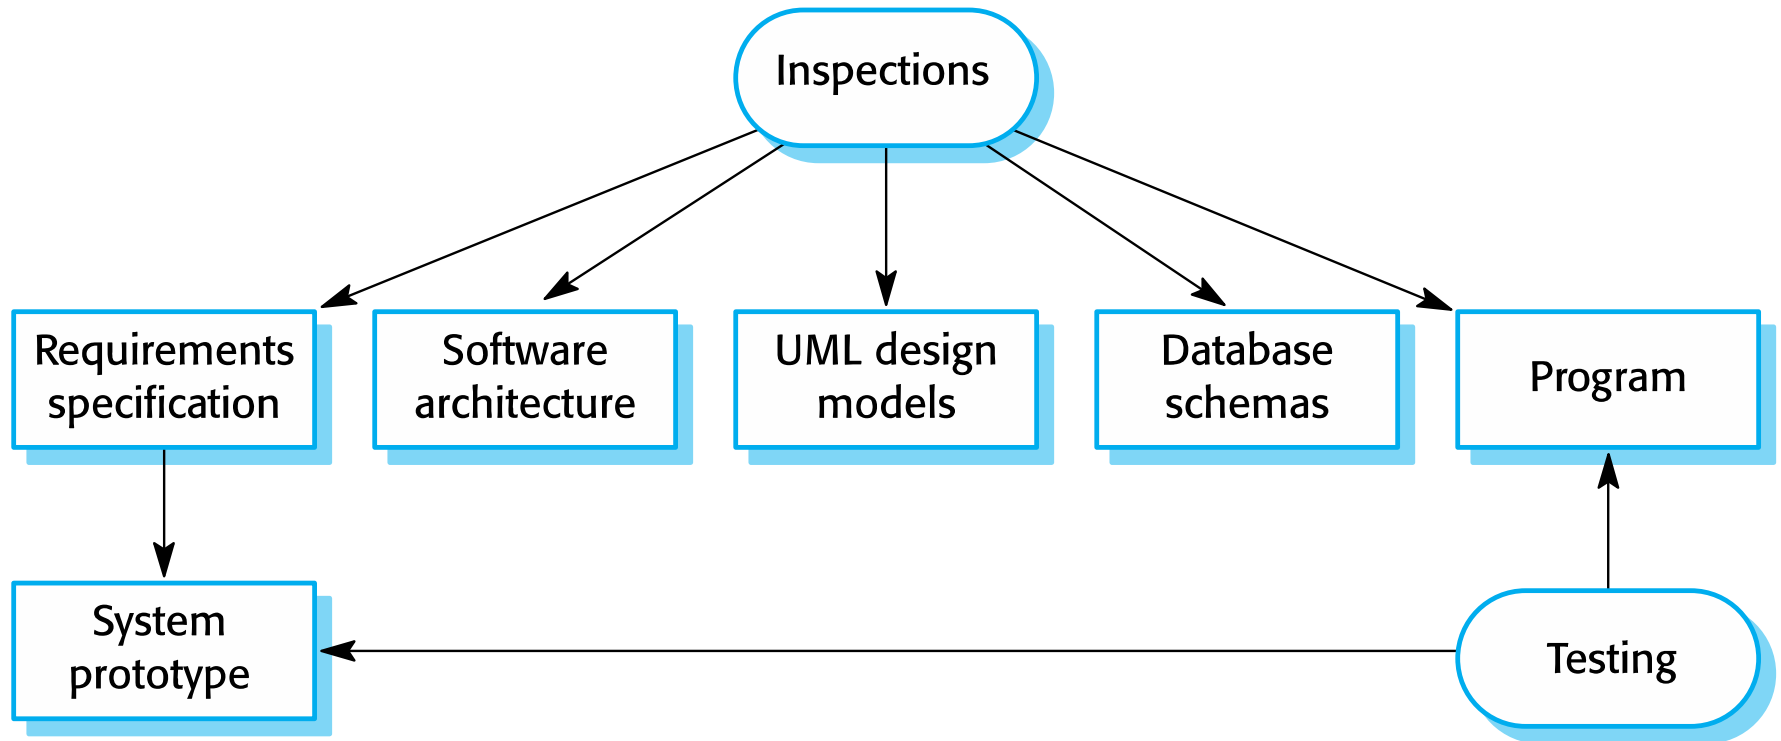 Inspections
Requirements
specification
Software
architecture
UML design
models
Database
schemas
Program
System
prototype
Testing